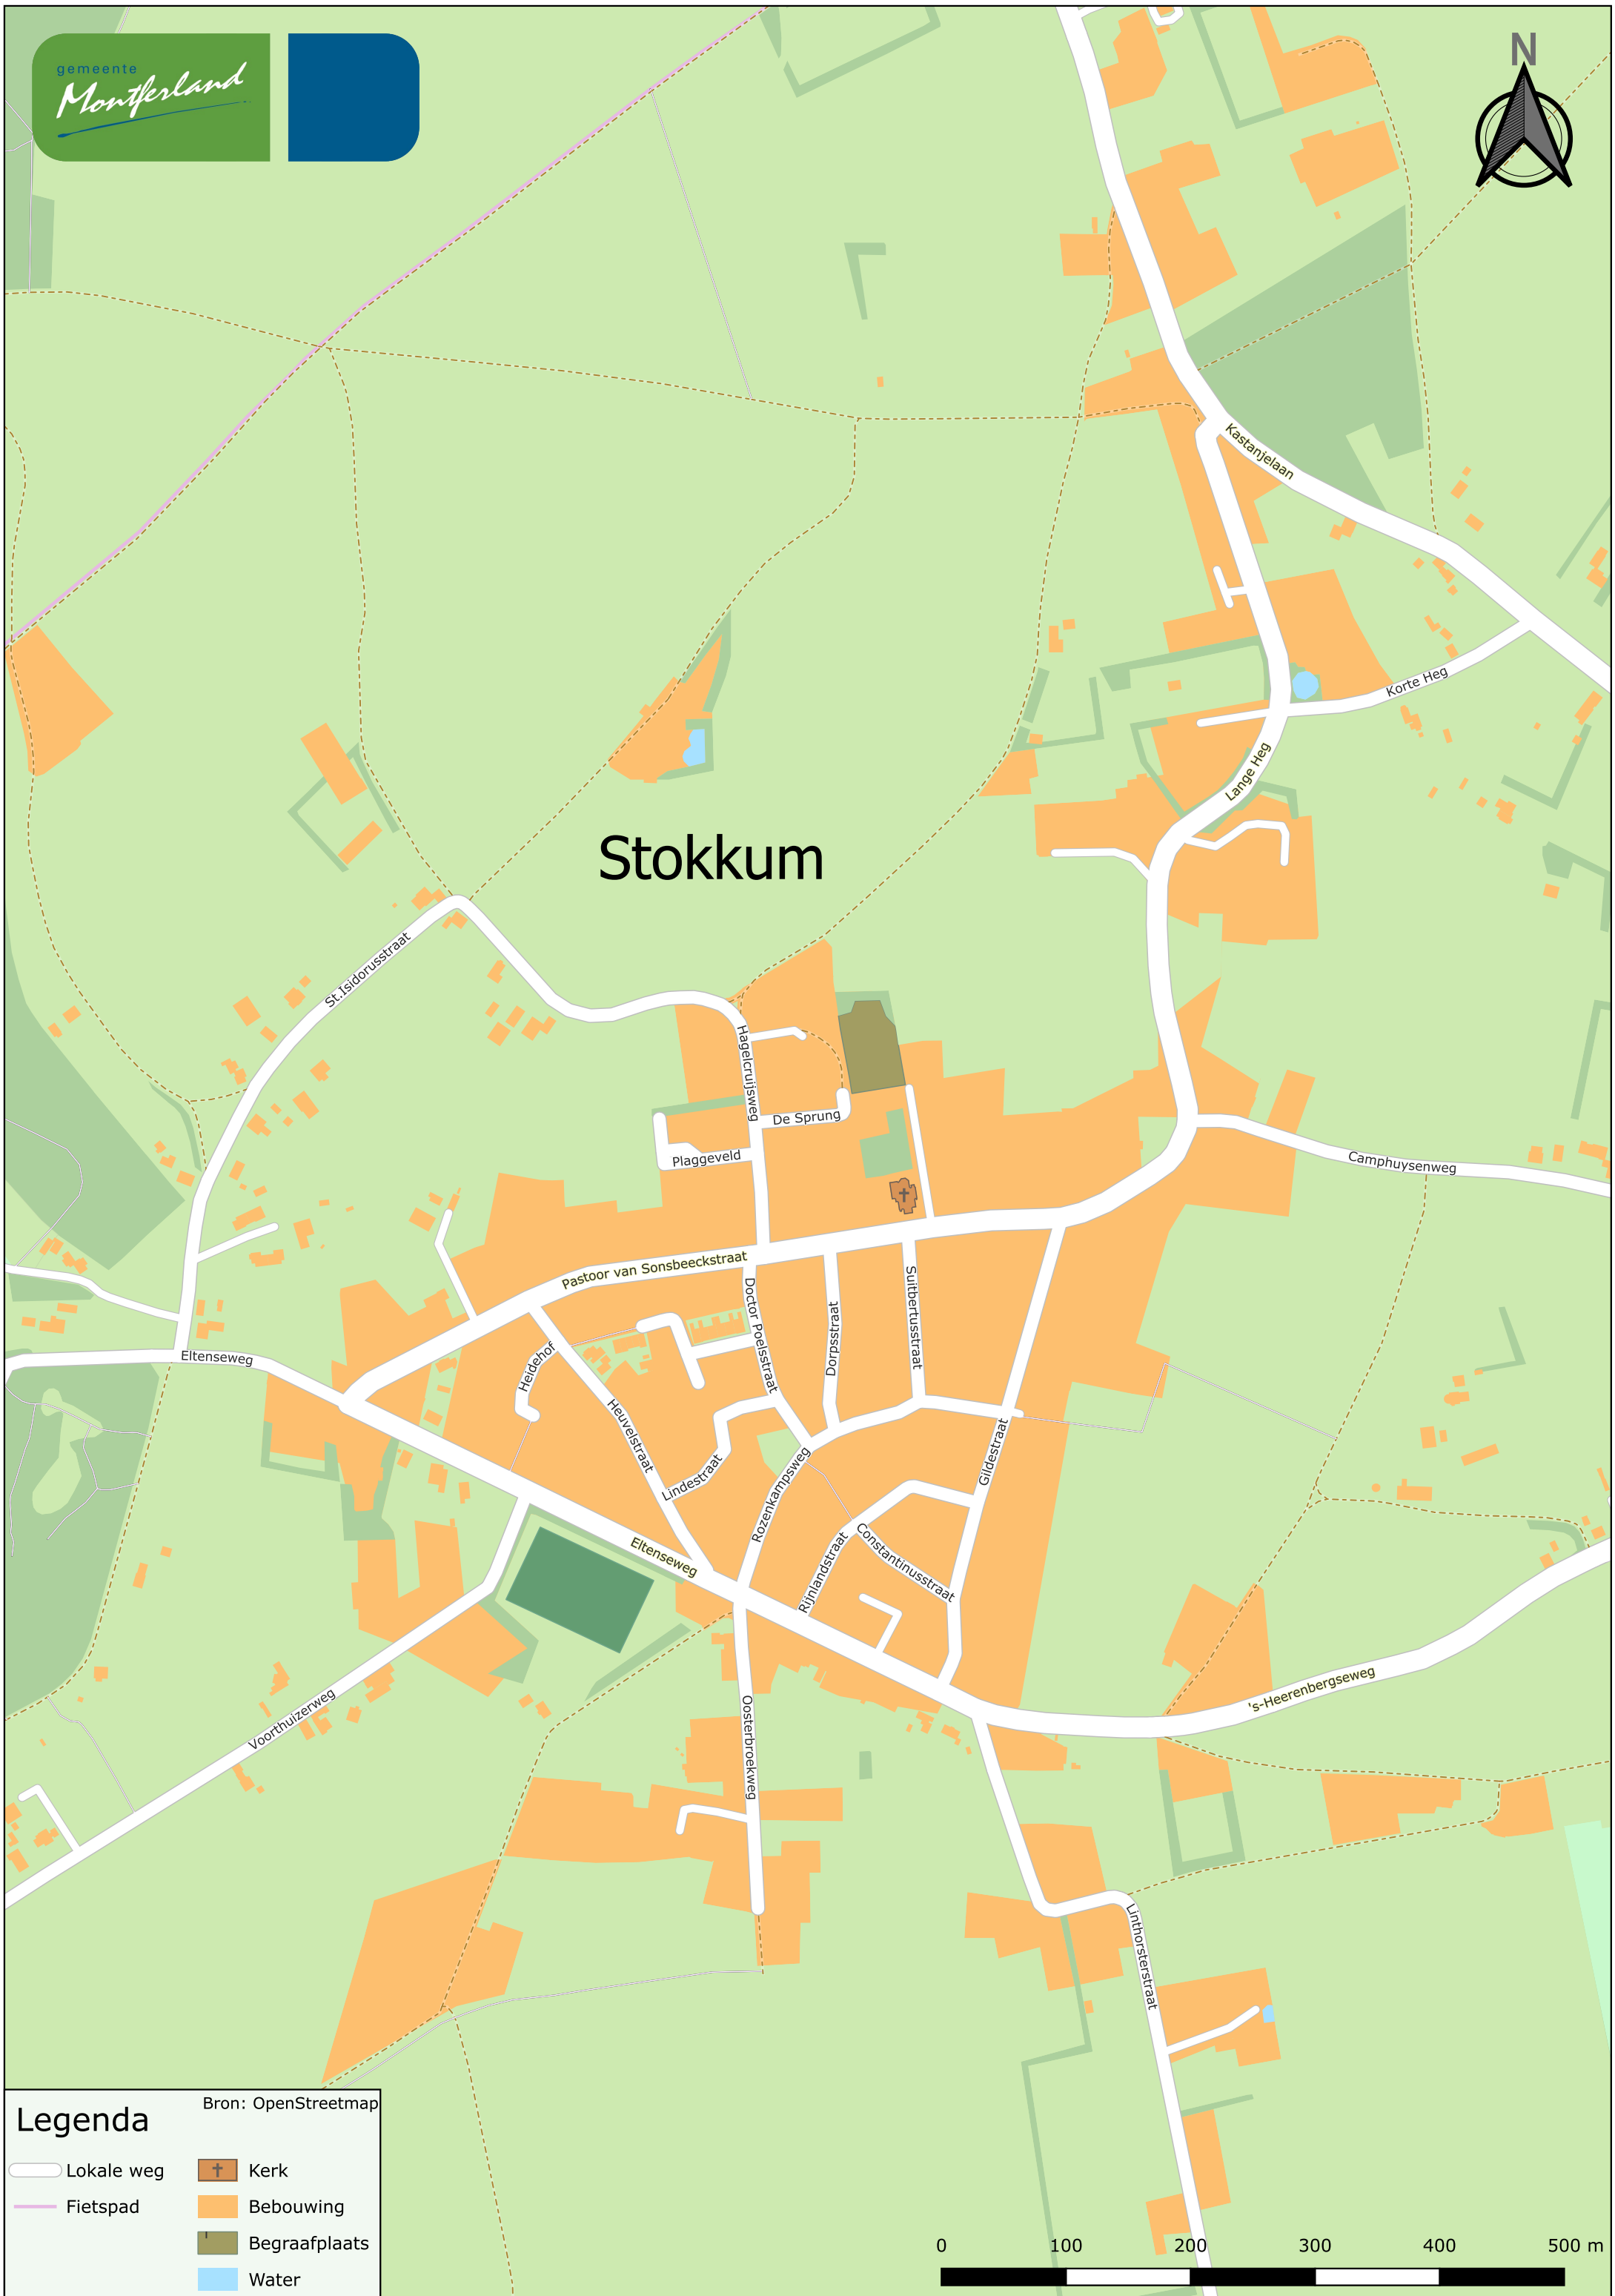 gemeente
Montferland
N
Kastanjelaan
Korte Heg
Lange Heg
Stokkum
St.Isidorusstraat
Hagelcruijsweg
De Sprung
Plaggeveld
Camphuysenweg
Pastoor van Sonsbeeckstraat
Doctor Poelsstraat
Dorpsstraat
Suitbertusstraat
Eltenseweg
Heidehof
Heuvelstraat
Lindestraat
Rozenkampsweg
Gildestraat
Constantinusstraat
Rijnlandstraat
Eltenseweg
's-Heerenbergseweg
Voorthuizerweg
Oosterbroekweg
Linthorsterstraat
Bron: OpenStreetmap
Legenda
Lokale weg
Kerk
Fietspad
Bebouwing
Begraafplaats
Water
0 100 200 300 400 500 m